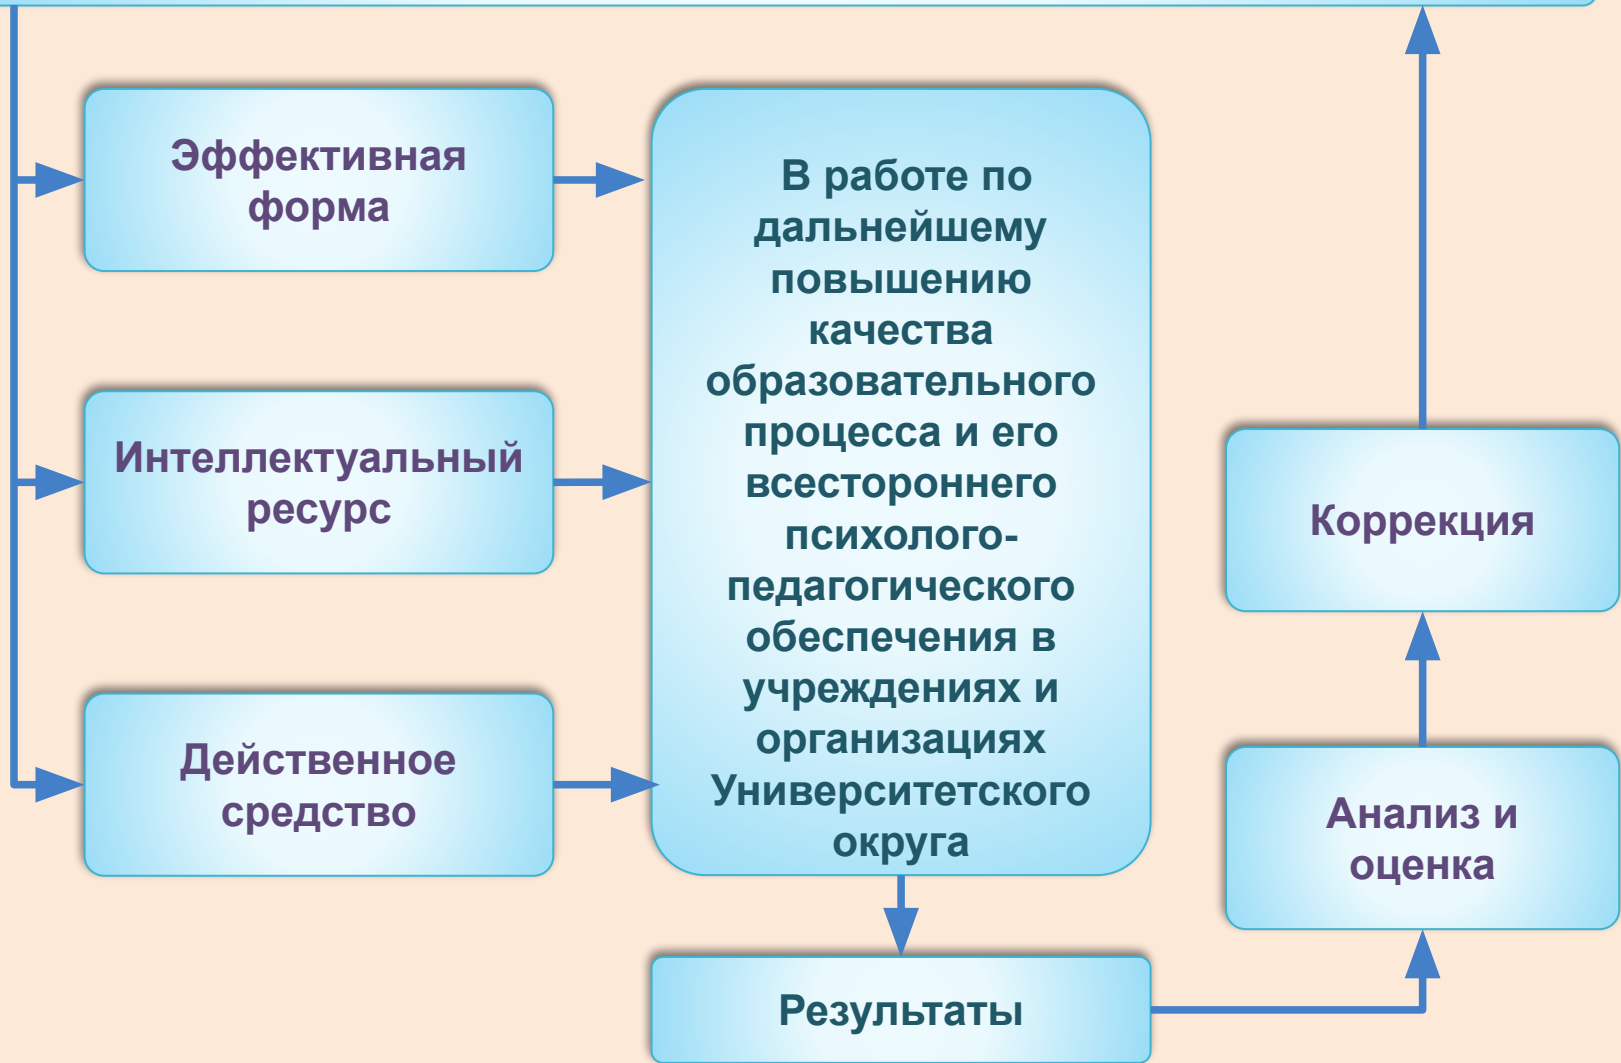 Эффективная
форма
Интеллектуальный
ресурс
Действенное
средство
В работе по
дальнейшему
повышению
качества
образовательного
процесса и его
всестороннего
психолого-
педагогического
обеспечения в
учреждениях и
организациях
Университетского
округа
Результаты
Анализ и
оценка
Коррекция